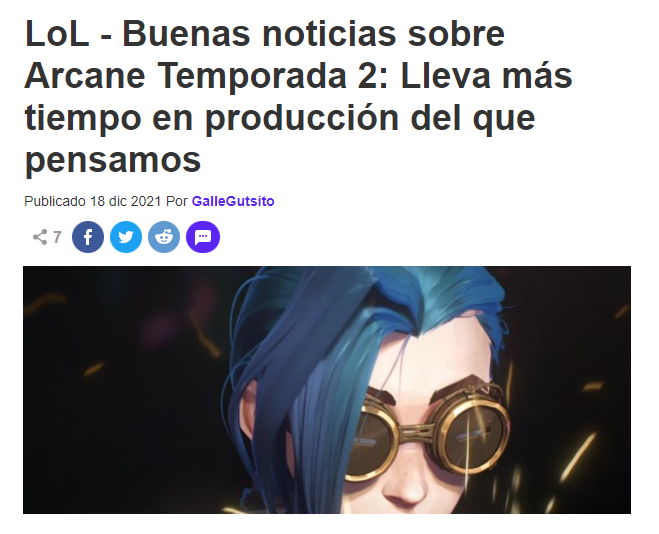 LoL - Buenas noticias sobre
Arcane Temporada 2: Lleva más
tiempo en producción del que
pensamos
Publicado 18 dic 2021 Por GalleGutsito
7